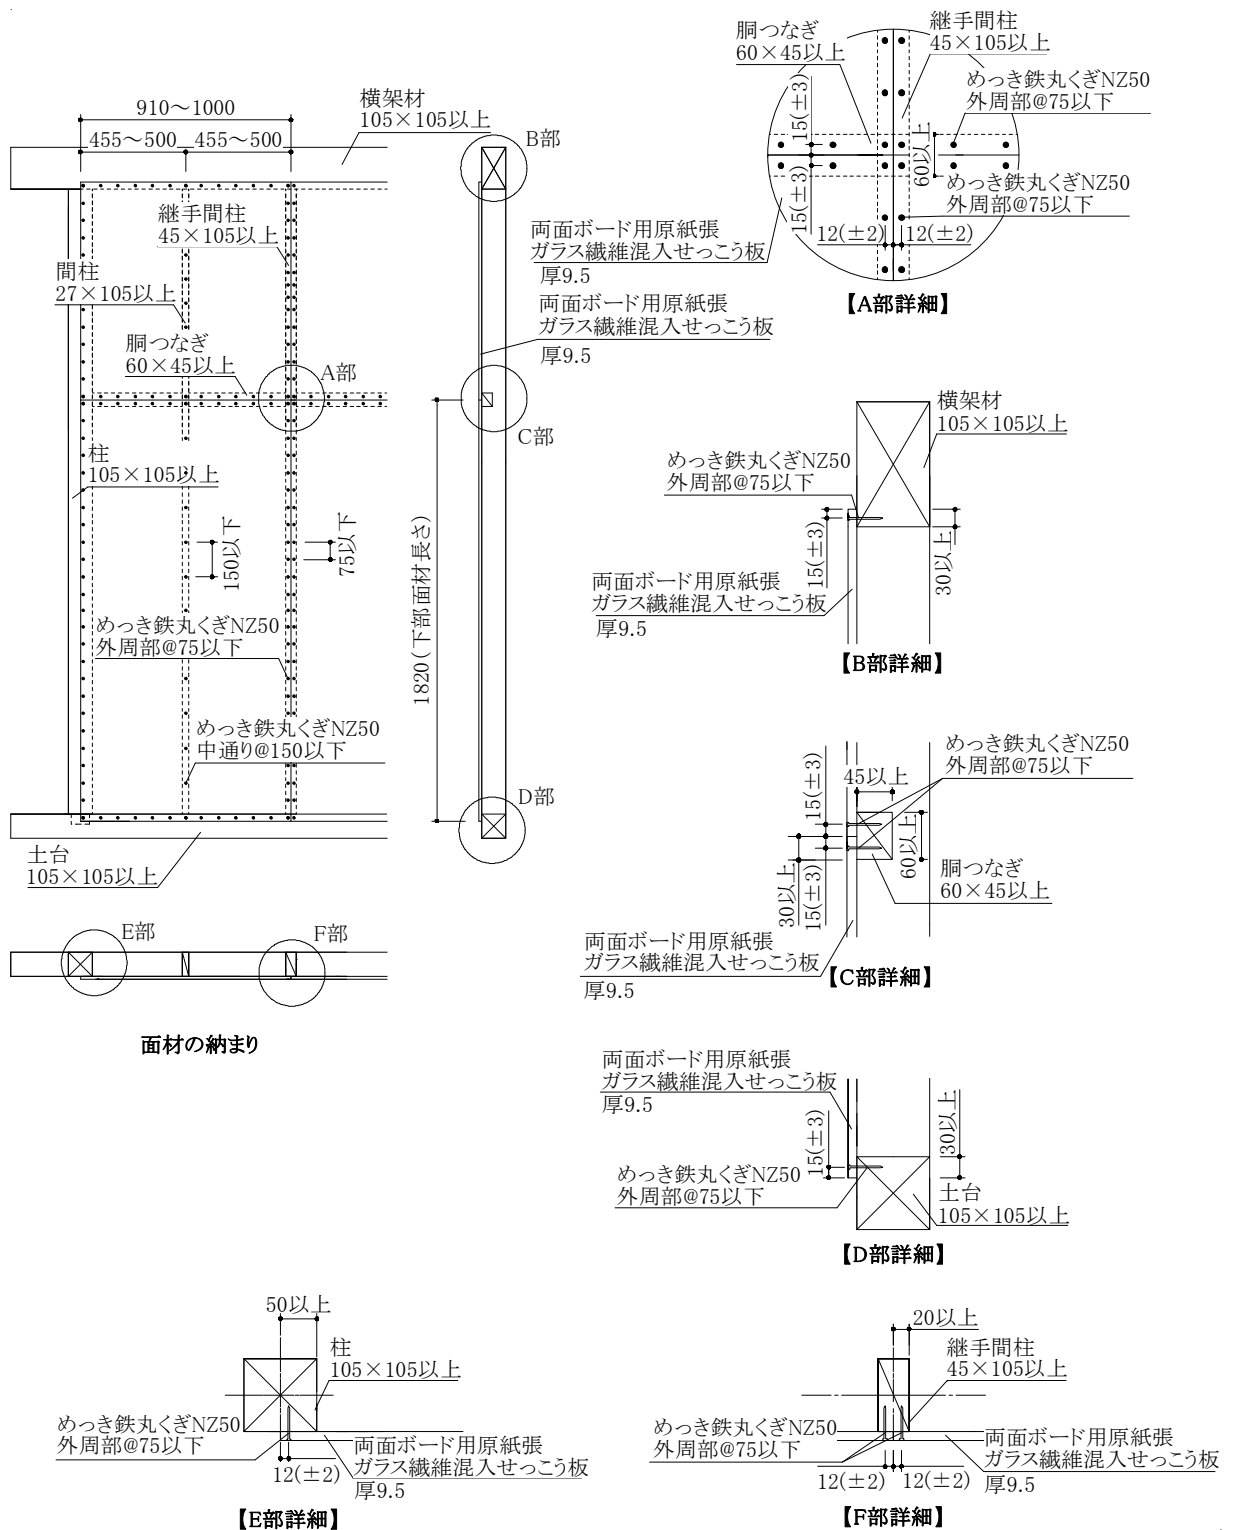 910～1000
455～500
455～500
横架材
105×105以上
継手間柱
45×105以上
間柱
27×105以上
胴つなぎ
60×45以上
A部
柱
105×105以上
150以下
75以下
めっき鉄丸くぎNZ50
外周部@75以下
めっき鉄丸くぎNZ50
中通り@150以下
土台
105×105以上
E部
F部
面材の納まり
B部
両面ボード用原紙張
ガラス繊維混入せっこう板
厚9.5
両面ボード用原紙張
ガラス繊維混入せっこう板
厚9.5
C部
1820（下部面材長さ）
D部
胴つなぎ
60×45以上
継手間柱
45×105以上
めっき鉄丸くぎNZ50
外周部@75以下
15(±3)
15(±3)
60以上
めっき鉄丸くぎNZ50
外周部@75以下
12(±2)
12(±2)
【A部詳細】
横架材
105×105以上
めっき鉄丸くぎNZ50
外周部@75以下
15(±3)
30以上
両面ボード用原紙張
ガラス繊維混入せっこう板
厚9.5
【B部詳細】
めっき鉄丸くぎNZ50
外周部@75以下
45以上
15(±3)
60以上
30以上
15(±3)
胴つなぎ
60×45以上
両面ボード用原紙張
ガラス繊維混入せっこう板
厚9.5
【C部詳細】
両面ボード用原紙張
ガラス繊維混入せっこう板
厚9.5
15(±3)
30以上
めっき鉄丸くぎNZ50
外周部@75以下
土台
105×105以上
【D部詳細】
50以上
柱
105×105以上
めっき鉄丸くぎNZ50
外周部@75以下
両面ボード用原紙張
ガラス繊維混入せっこう板
厚9.5
12(±2)
【E部詳細】
20以上
継手間柱
45×105以上
めっき鉄丸くぎNZ50
外周部@75以下
両面ボード用原紙張
ガラス繊維混入せっこう板
厚9.5
12(±2)
12(±2)
【F部詳細】